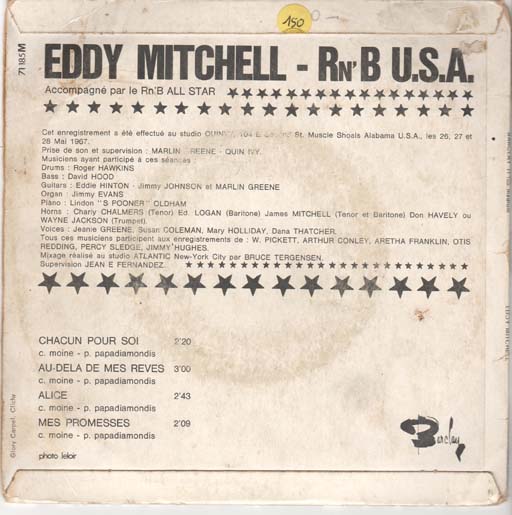 150
71 185 M
EDDY MITCHELL - RN'B U.S.A.
Accompagné par le Rn'B ALL STAR
Cet enregistrement a été effectué au studio 104 E St. Muscle Shoals Alabama U.S.A., les 26, 27 et
28 Mai 1967.
Prise de son et supervision : MARLIN GREENE - QUIN IVY.
Musiciens ayant participé à ces séances :
Drums : Roger HAWKINS
Bass : David HOOD
Guitars : Eddie HINTON - Jimmy JOHNSON et MARLIN GREENE
Organ : Jimmy EVANS
Piano : Lindon "S POONER" OLDHAM
Horns : Charly CHALMERS (Tenor) Ed. LOGAN (Baritone) James MITCHELL (Tenor et Baritone) Don HAVELY ou
WAYNE JACKSON (Trumpet).
Voices : Jeanie GREENE, Susan COLEMAN, Mary HOLLIDAY, Dana THATCHER.
Tous ces musiciens participent aux enregistrements de : W. PICKETT, ARTHUR CONLEY, ARETHA FRANKLIN, OTIS
REDDING, PERCY SLEDGE, JIMMY HUGHES.
Mixage réalisé au studio ATLANTIC New-York City par BRUCE TERGENSEN.
Supervision JEAN E FERNANDEZ.
CHACUN POUR SOI 2'20
c. moine - p. papadiamondis
AU-DELA DE MES REVES 3'00
c. moine - p. papadiamondis
ALICE 2'43
c. moine - p. papadiamondis
MES PROMESSES 2'09
c. moine - p. papadiamondis
photo leloir
Barclay
EDDY MITCHELL